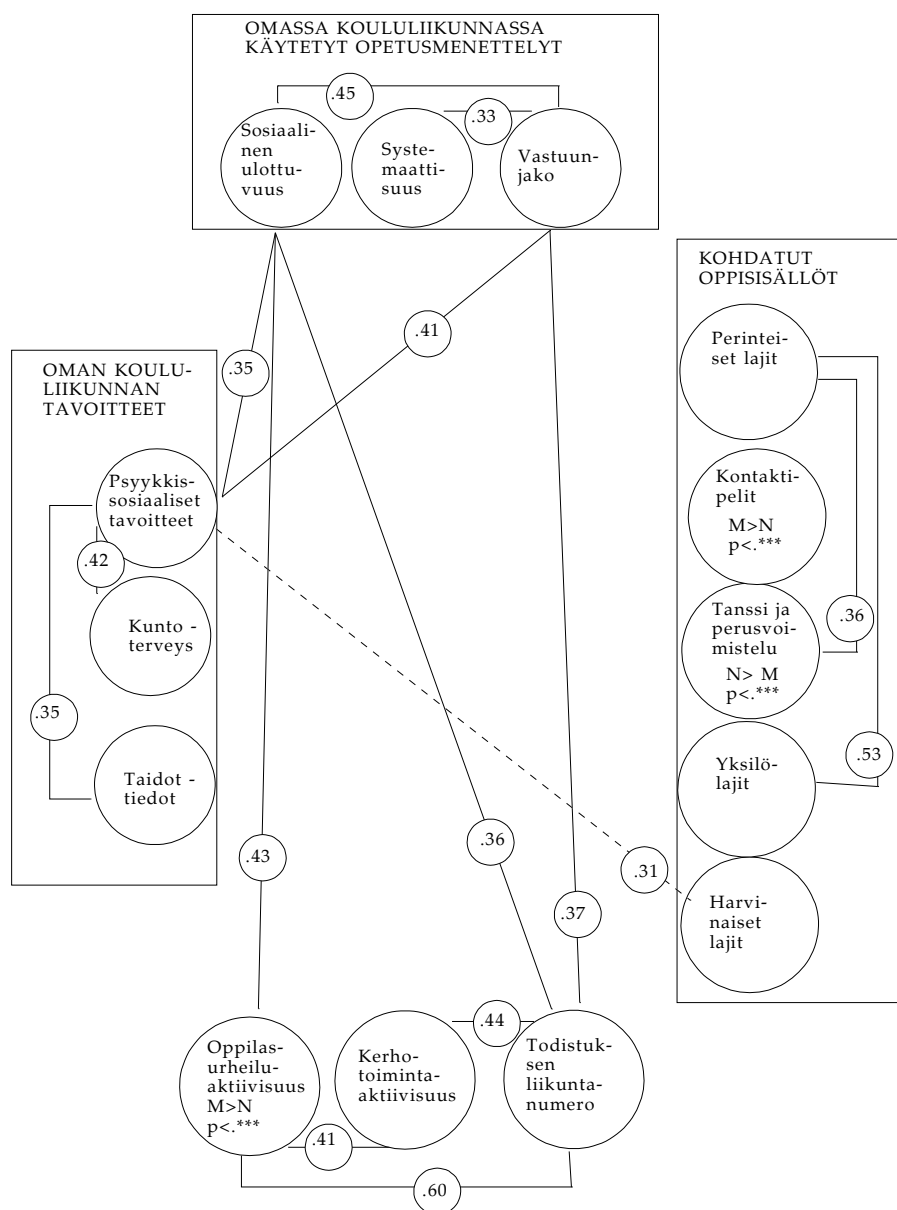 OMASSA KOULULIIKUNNASSA
KÄYTETYT OPETUSMENETTELYT
.45
.33
Sosiaali-
nen
ulottu-
vuus
Syste-
maatti-
suus
Vastuun-
jako
KOHDATUT
OPPISISÄLLÖT
Perintei-
set lajit
Kontakti-
pelit
M>N
p<.***
Tanssi ja
perusvoi-
mistelu
N> M
p<.***
Yksilö-
lajit
Harvi-
naiset
lajit
.36
.53
.41
.35
OMAN KOULU-
LIIKUNNAN
TAVOITTEET
Psyykkis-
sosiaaliset
tavoitteet
.42
Kunto -
terveys
.35
Taidot -
tiedot
.43
.36
.31
.37
.44
Oppilas-
urheilu-
aktiivisuus
M>N
p<.***
Kerho-
toiminta-
aktiivisuus
Todistuk-
sen
liikunta-
numero
.41
.60